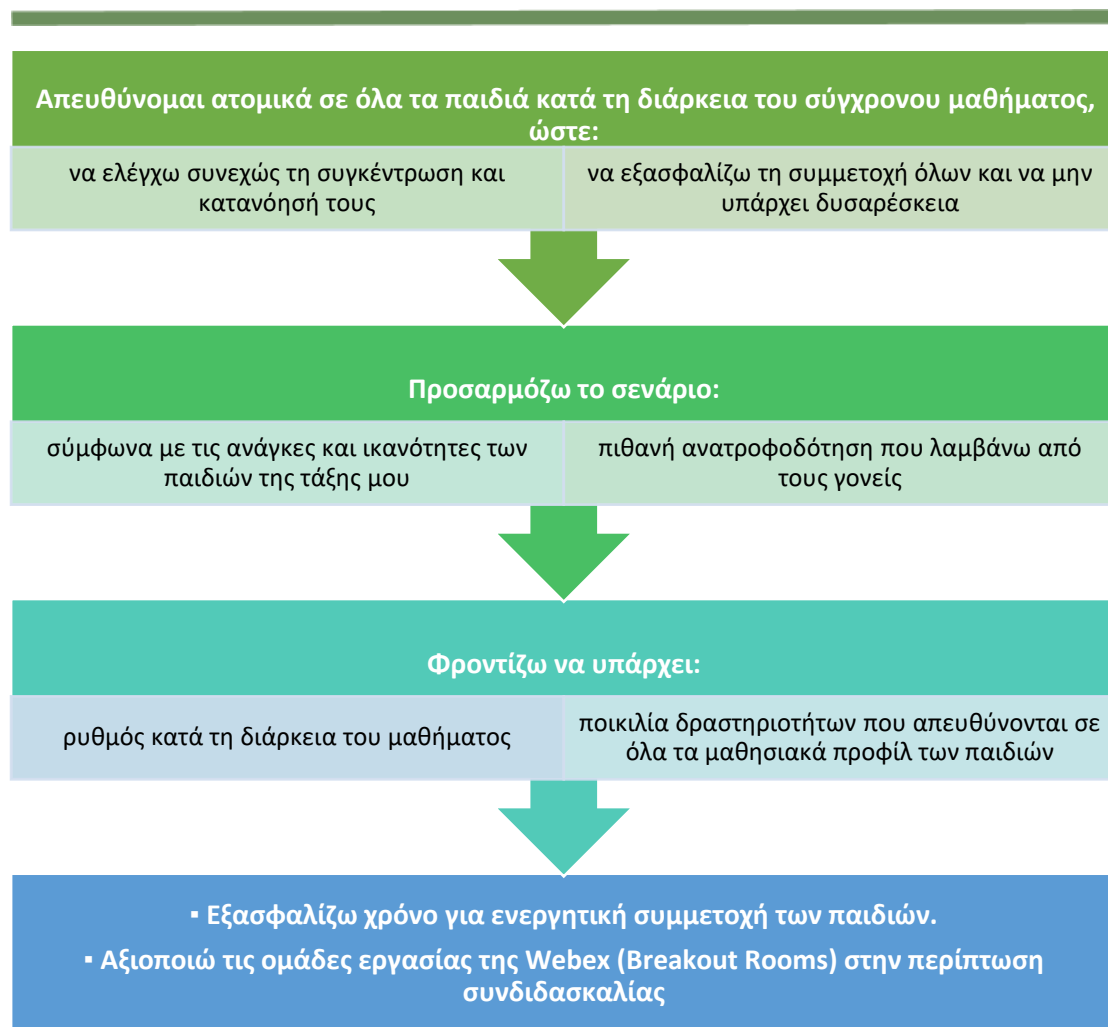 Απευθύνομαι ατομικά σε όλα τα παιδιά κατά τη διάρκεια του σύγχρονου μαθήματος,
ώστε:
να ελέγχω συνεχώς τη συγκέντρωση και
κατανόησή τους
να εξασφαλίζω τη συμμετοχή όλων και να μην
υπάρχει δυσαρέσκεια
Προσαρμόζω το σενάριο:
σύμφωνα με τις ανάγκες και ικανότητες των
παιδιών της τάξης μου
πιθανή ανατροφοδότηση που λαμβάνω από
τους γονείς
Φροντίζω να υπάρχει:
ρυθμός κατά τη διάρκεια του μαθήματος
ποικιλία δραστηριοτήτων που απευθύνονται σε
όλα τα μαθησιακά προφίλ των παιδιών
▪ Εξασφαλίζω χρόνο για ενεργητική συμμετοχή των παιδιών.
▪ Αξιοποιώ τις ομάδες εργασίας της Webex (Breakout Rooms) στην περίπτωση
συνδιδασκαλίας